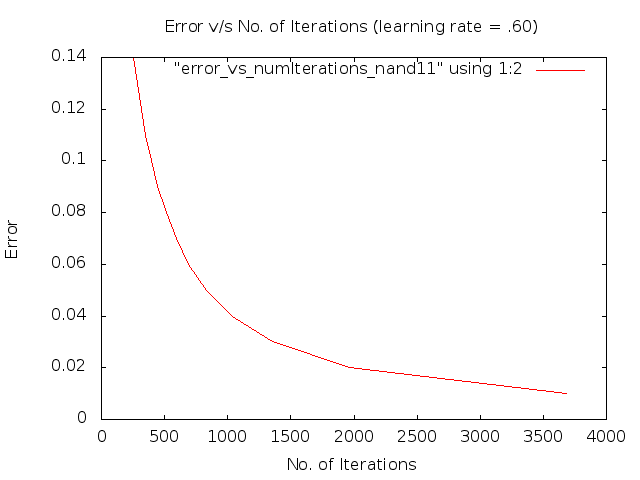 Error v/s No. of Iterations (learning rate = .60)
"error_vs_numIterations_nand11" using 1:2
0.14
0.12
0.1
0.08
0.06
0.04
0.02
0
Error
0 500 1000 1500 2000 2500 3000 3500 4000
No. of Iterations